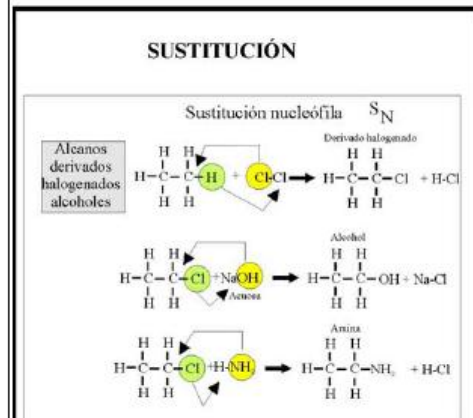 SUSTITUCIÓN
Sustitución nucleófila S_N
Alcanos
derivados
halogenados
alcoholes
Derivado halogenado
H H
H-C-C-H + Cl-Cl → H-C-C-Cl + H-Cl
H H
Alcohol
H H
H-C-C-Cl + NaOH → H-C-C-OH + Na-Cl
H H
Acuosa
Amina
H H
H-C-C-Cl + H-NH₂ → H-C-C-NH₂ + H-Cl
H H